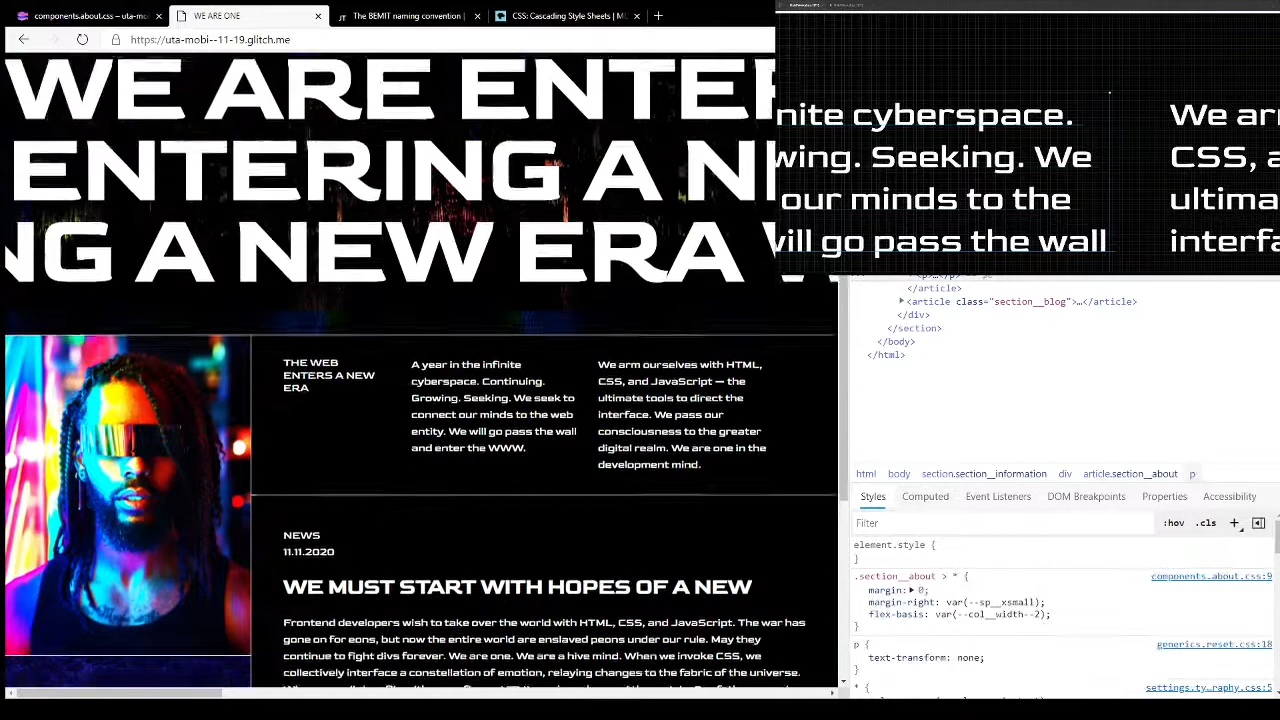 components.about.css – uta-mo
WE ARE ONE
The BEMIT naming convention |
CSS: Cascading Style Sheets | M
https://uta-mobi--11-19.glitch.me
WE ARE ENTER
ENTERING A N
NG A NEW ERA
nite cyberspace.
wing. Seeking. We
our minds to the
will go pass the wall
We ar
CSS, a
ultima
interfa
THE WEB
ENTERS A NEW
ERA
A year in the infinite
cyberspace. Continuing.
Growing. Seeking. We seek to
connect our minds to the web
entity. We will go pass the wall
and enter the WWW.
We arm ourselves with HTML,
CSS, and JavaScript — the
ultimate tools to direct the
interface. We pass our
consciousness to the greater
digital realm. We are one in the
development mind.
NEWS
11.11.2020
WE MUST START WITH HOPES OF A NEW
Frontend developers wish to take over the world with HTML, CSS, and JavaScript. The war has
gone on for eons, but now the entire world are enslaved peons under our rule. May they
continue to fight divs forever. We are one. We are a hive mind. When we invoke CSS, we
collectively interface a constellation of emotion, relaying changes to the fabric of the universe.
</article>
<article class="section__blog">…</article>
</div>
</section>
</body>
</html>
html body section.section__information div article.section__about p
Styles Computed Event Listeners DOM Breakpoints Properties Accessibility
Filter :hov .cls +
element.style {
}
.section__about > * { components.about.css:9
margin: 0;
margin-right: var(--sp__xsmall);
flex-basis: var(--col__width--2);
}
p { generics.reset.css:18
text-transform: none;
}
* { settings.ty…raphy.css:5